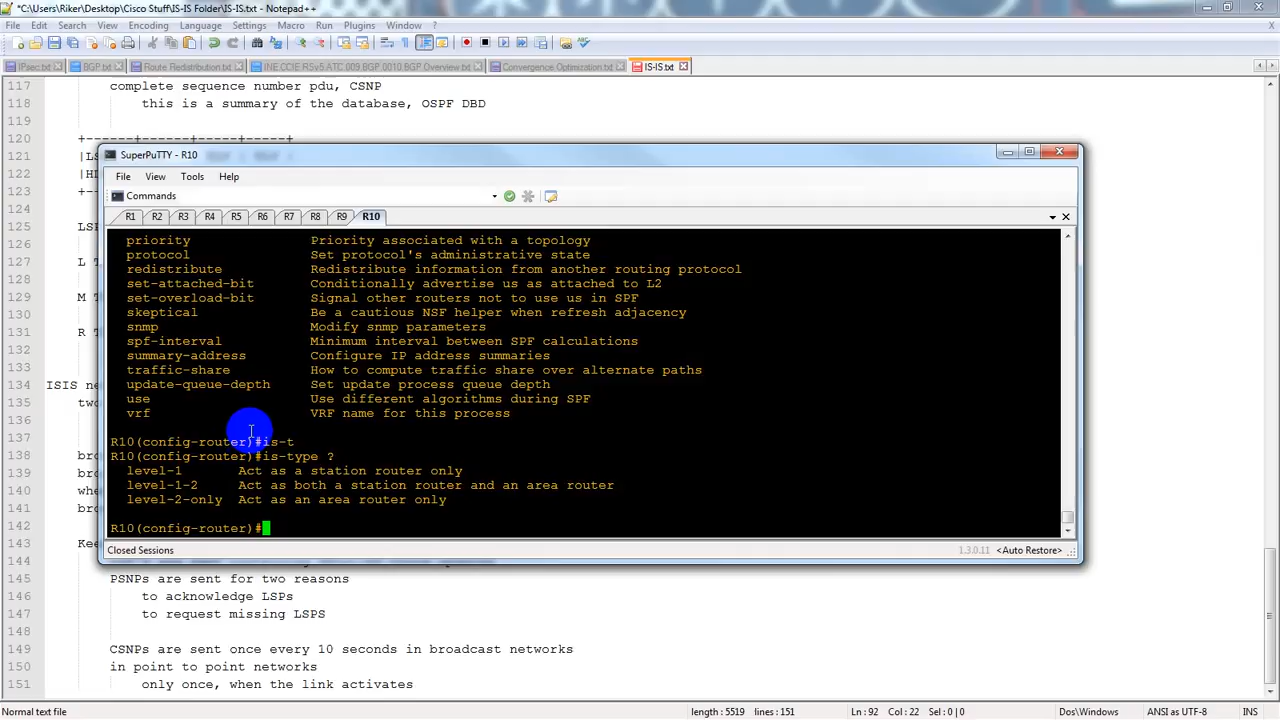 *C:\Users\Riker\Desktop\Cisco Stuff\IS-IS Folder\IS-IS.txt - Notepad++
File Edit Search View Encoding Language Settings Macro Run Plugins Window ?
IPsec.txt BGP.txt Route Redistribution.txt INE.CCIE.RSv5.ATC.009.BGP.0010.BGP.Overview.txt Convergence Optimization.txt IS-IS.txt
117 complete sequence number pdu, CSNP
118 this is a summary of the database, OSPF DBD
119
120 +------+------+-----+-----+
121 |LS
122 |HD
123 +--
124
125 LSP
126
127 L T
128
129 M T
130
131 R T
132
133
134 ISIS ne
135 two
136
137
138 bro
139 bro
140 whe
141 bro
142
143 Kee
144
145 PSNPs are sent for two reasons
146 to acknowledge LSPs
147 to request missing LSPS
148
149 CSNPs are sent once every 10 seconds in broadcast networks
150 in point to point networks
151 only once, when the link activates
SuperPuTTY - R10
File View Tools Help
Commands
R1 R2 R3 R4 R5 R6 R7 R8 R9 R10
priority Priority associated with a topology
protocol Set protocol's administrative state
redistribute Redistribute information from another routing protocol
set-attached-bit Conditionally advertise us as attached to L2
set-overload-bit Signal other routers not to use us in SPF
skeptical Be a cautious NSF helper when refresh adjacency
snmp Modify snmp parameters
spf-interval Minimum interval between SPF calculations
summary-address Configure IP address summaries
traffic-share How to compute traffic share over alternate paths
update-queue-depth Set update process queue depth
use Use different algorithms during SPF
vrf VRF name for this process
R10(config-router)#is-t
R10(config-router)#is-type ?
level-1 Act as a station router only
level-1-2 Act as both a station router and an area router
level-2-only Act as an area router only
R10(config-router)#
Closed Sessions 1.3.0.11 <Auto Restore>
Normal text file length : 5519 lines : 151 Ln : 92 Col : 22 Sel : 0 | 0 Dos\Windows ANSI as UTF-8 INS